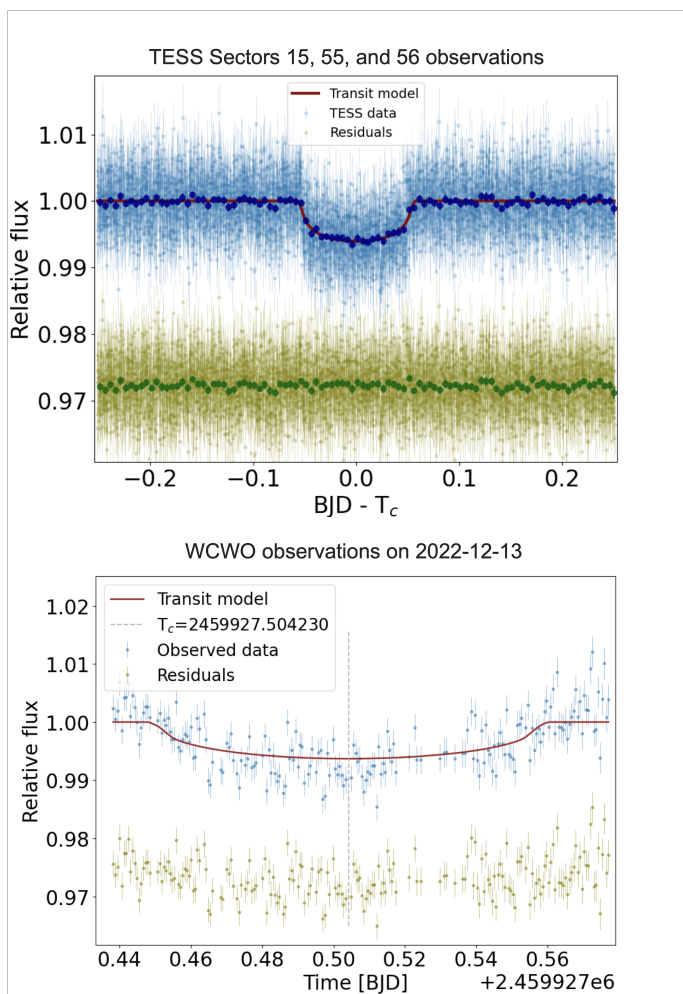 TESS Sectors 15, 55, and 56 observations
Transit model
TESS data
Residuals
1.01
1.00
0.99
0.98
0.97
Relative flux
−0.2
−0.1
0.0
0.1
0.2
BJD - Tc
WCWO observations on 2022-12-13
Transit model
Tc=2459927.504230
Observed data
Residuals
1.02
1.01
1.00
0.99
0.98
0.97
Relative flux
0.44
0.46
0.48
0.50
0.52
0.54
0.56
Time [BJD]
+2.459927e6